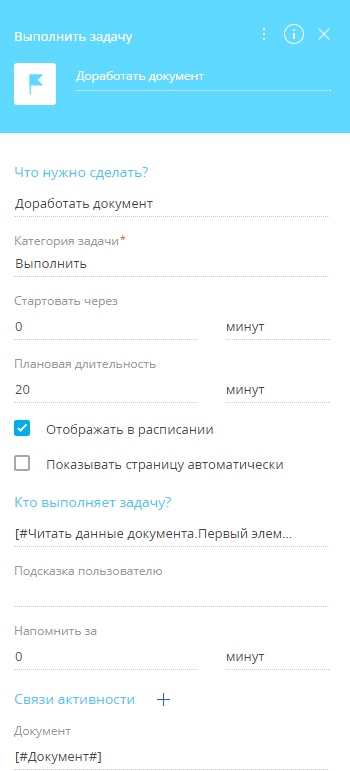 Выполнить задачу
Доработать документ
Что нужно сделать?
Доработать документ
Категория задачи*
Выполнить
Стартовать через
0 минут
Плановая длительность
20 минут
Отображать в расписании
Показывать страницу автоматически
Кто выполняет задачу?
[#Читать данные документа.Первый элем...
Подсказка пользователю
Напомнить за
0 минут
Связи активности
Документ
[#Документ#]